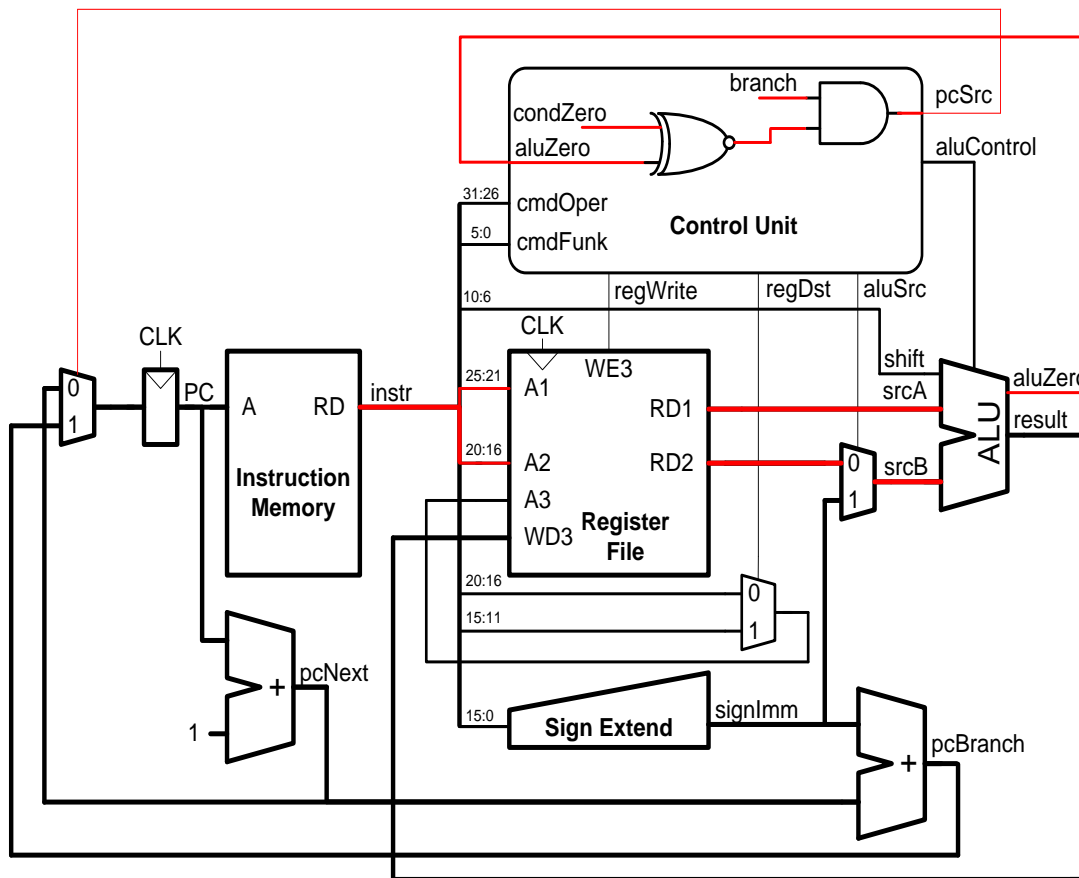 branch
pcSrc
condZero
aluZero
aluControl
31:26
cmdOper
Control Unit
5:0
cmdFunk
regWrite
regDst
aluSrc
10:6
CLK
CLK
shift
WE3
25:21
A1
0
PC
A
RD
instr
RD1
srcA
aluZero
1
ALU
result
20:16
A2
RD2
0
srcB
Instruction
Memory
A3
1
Register
File
WD3
20:16
0
15:11
1
pcNext
+
15:0
Sign Extend
signImm
1
pcBranch
+